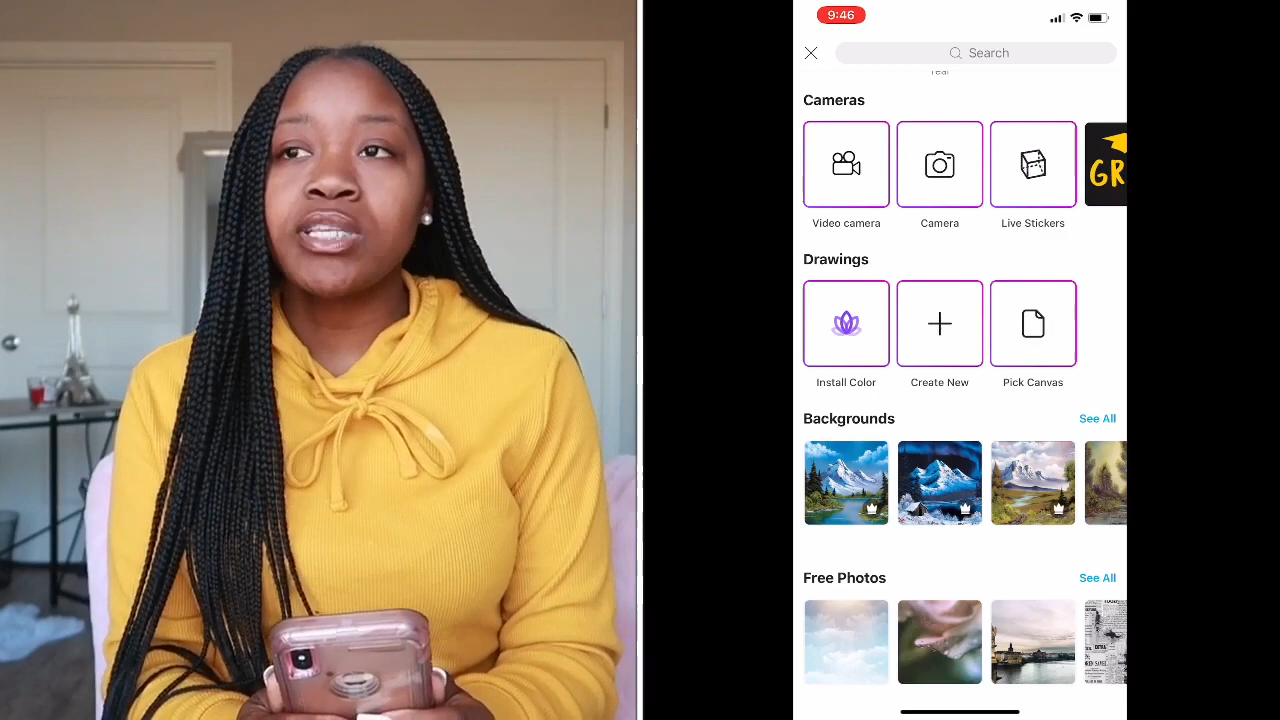 9:46
Search
Cameras
GR
Video camera
Camera
Live Stickers
Drawings
Install Color
Create New
Pick Canvas
Backgrounds
See All
Free Photos
See All